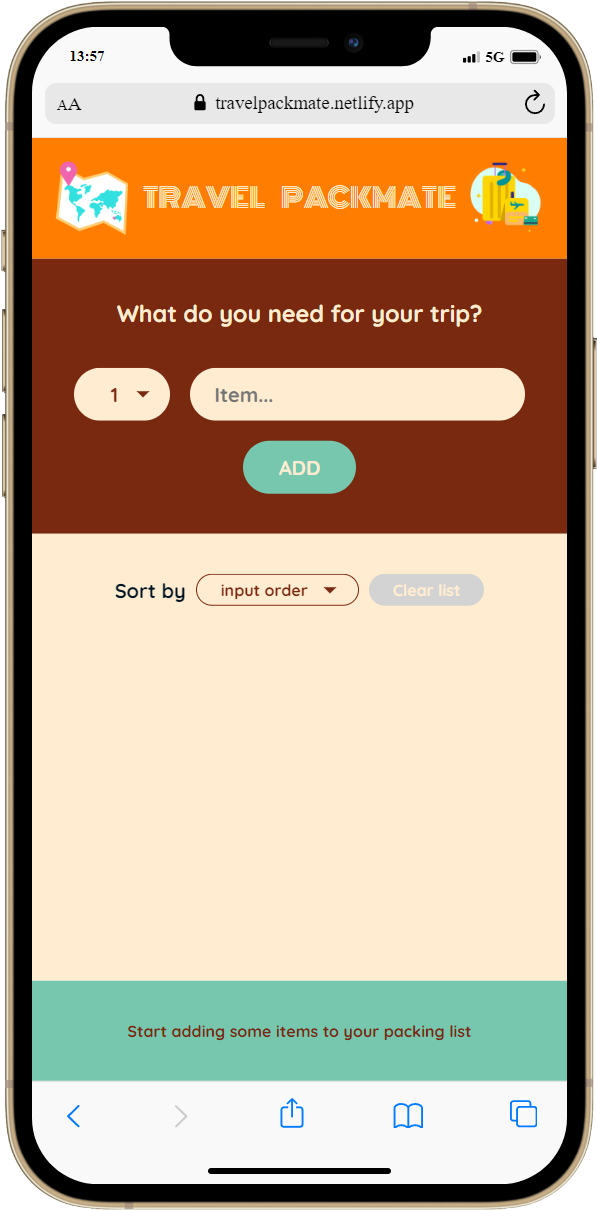 13:57
5G
AA
travelpackmate.netlify.app
TRAVEL PACKMATE
What do you need for your trip?
1
Item...
ADD
Sort by
input order
Clear list
Start adding some items to your packing list